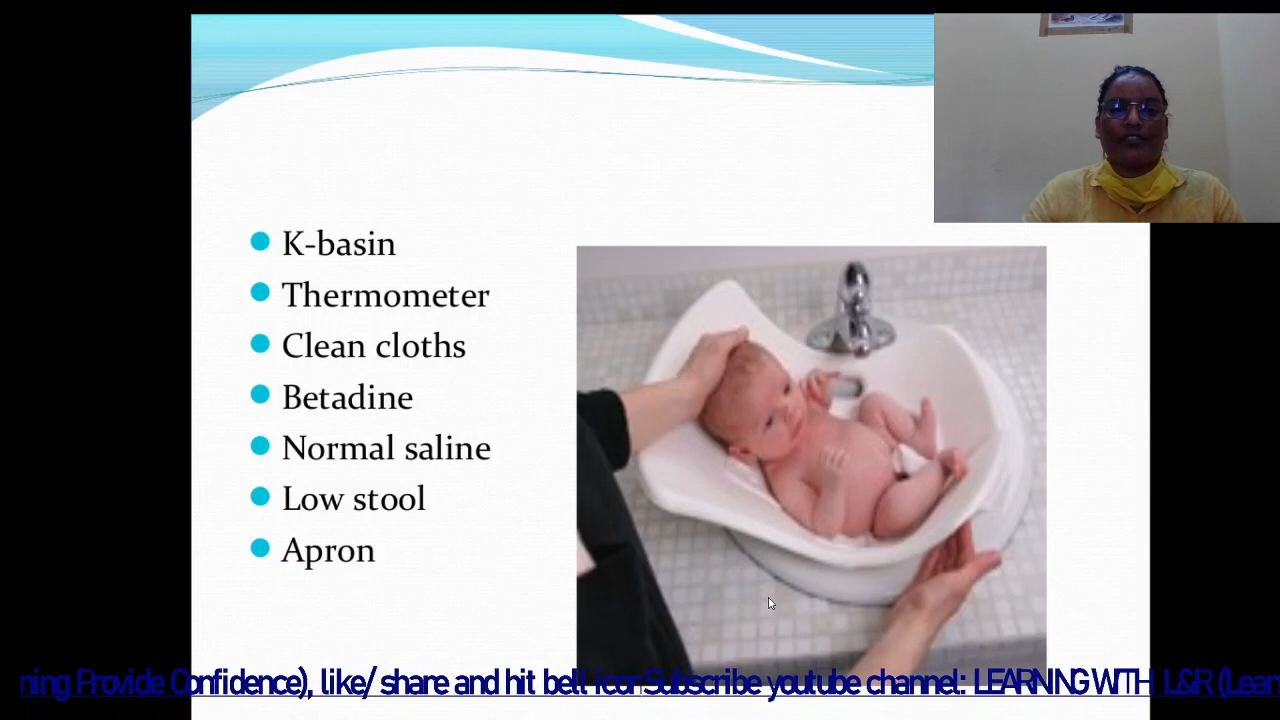 K-basin
Thermometer
Clean cloths
Betadine
Normal saline
Low stool
Apron
ning Provide Confidence), like/ share and hit bell icon Subscribe youtube channel: LEARNING WITH L&R (Lear